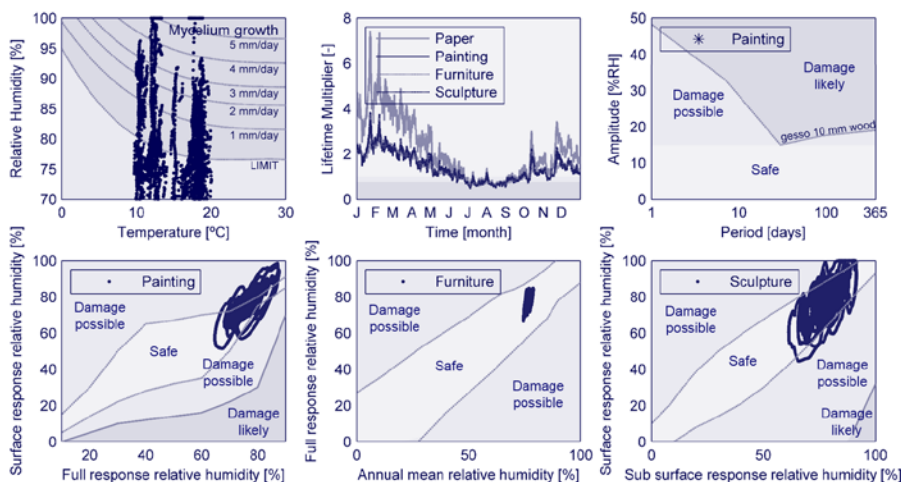 Relative Humidity [%]
100
95
90
85
80
75
70
Mycelium growth
5 mm/day
4 mm/day
3 mm/day
2 mm/day
1 mm/day
LIMIT
0 10 20 30
Temperature [ºC]
Lifetime Multiplier [-]
8
6
4
2
0
Paper
Painting
Furniture
Sculpture
J F M A M J J A S O N D
Time [month]
Amplitude [%RH]
50
40
30
20
10
0
Painting
Damage
likely
Damage
possible
gesso 10 mm wood
Safe
1 10 100 365
Period [days]
Surface response relative humidity [%]
100
80
60
40
20
0
Painting
Damage
possible
Safe
Damage
possible
Damage
likely
20 40 60 80
Full response relative humidity [%]
Full response relative humidity [%]
100
80
60
40
20
0
Furniture
Damage
possible
Safe
Damage
possible
0 50 100
Annual mean relative humidity [%]
Surface response relative humidity [%]
100
80
60
40
20
0
Sculpture
Damage
possible
Safe
Damage
possible
Damage
likely
0 50 100
Sub surface response relative humidity [%]